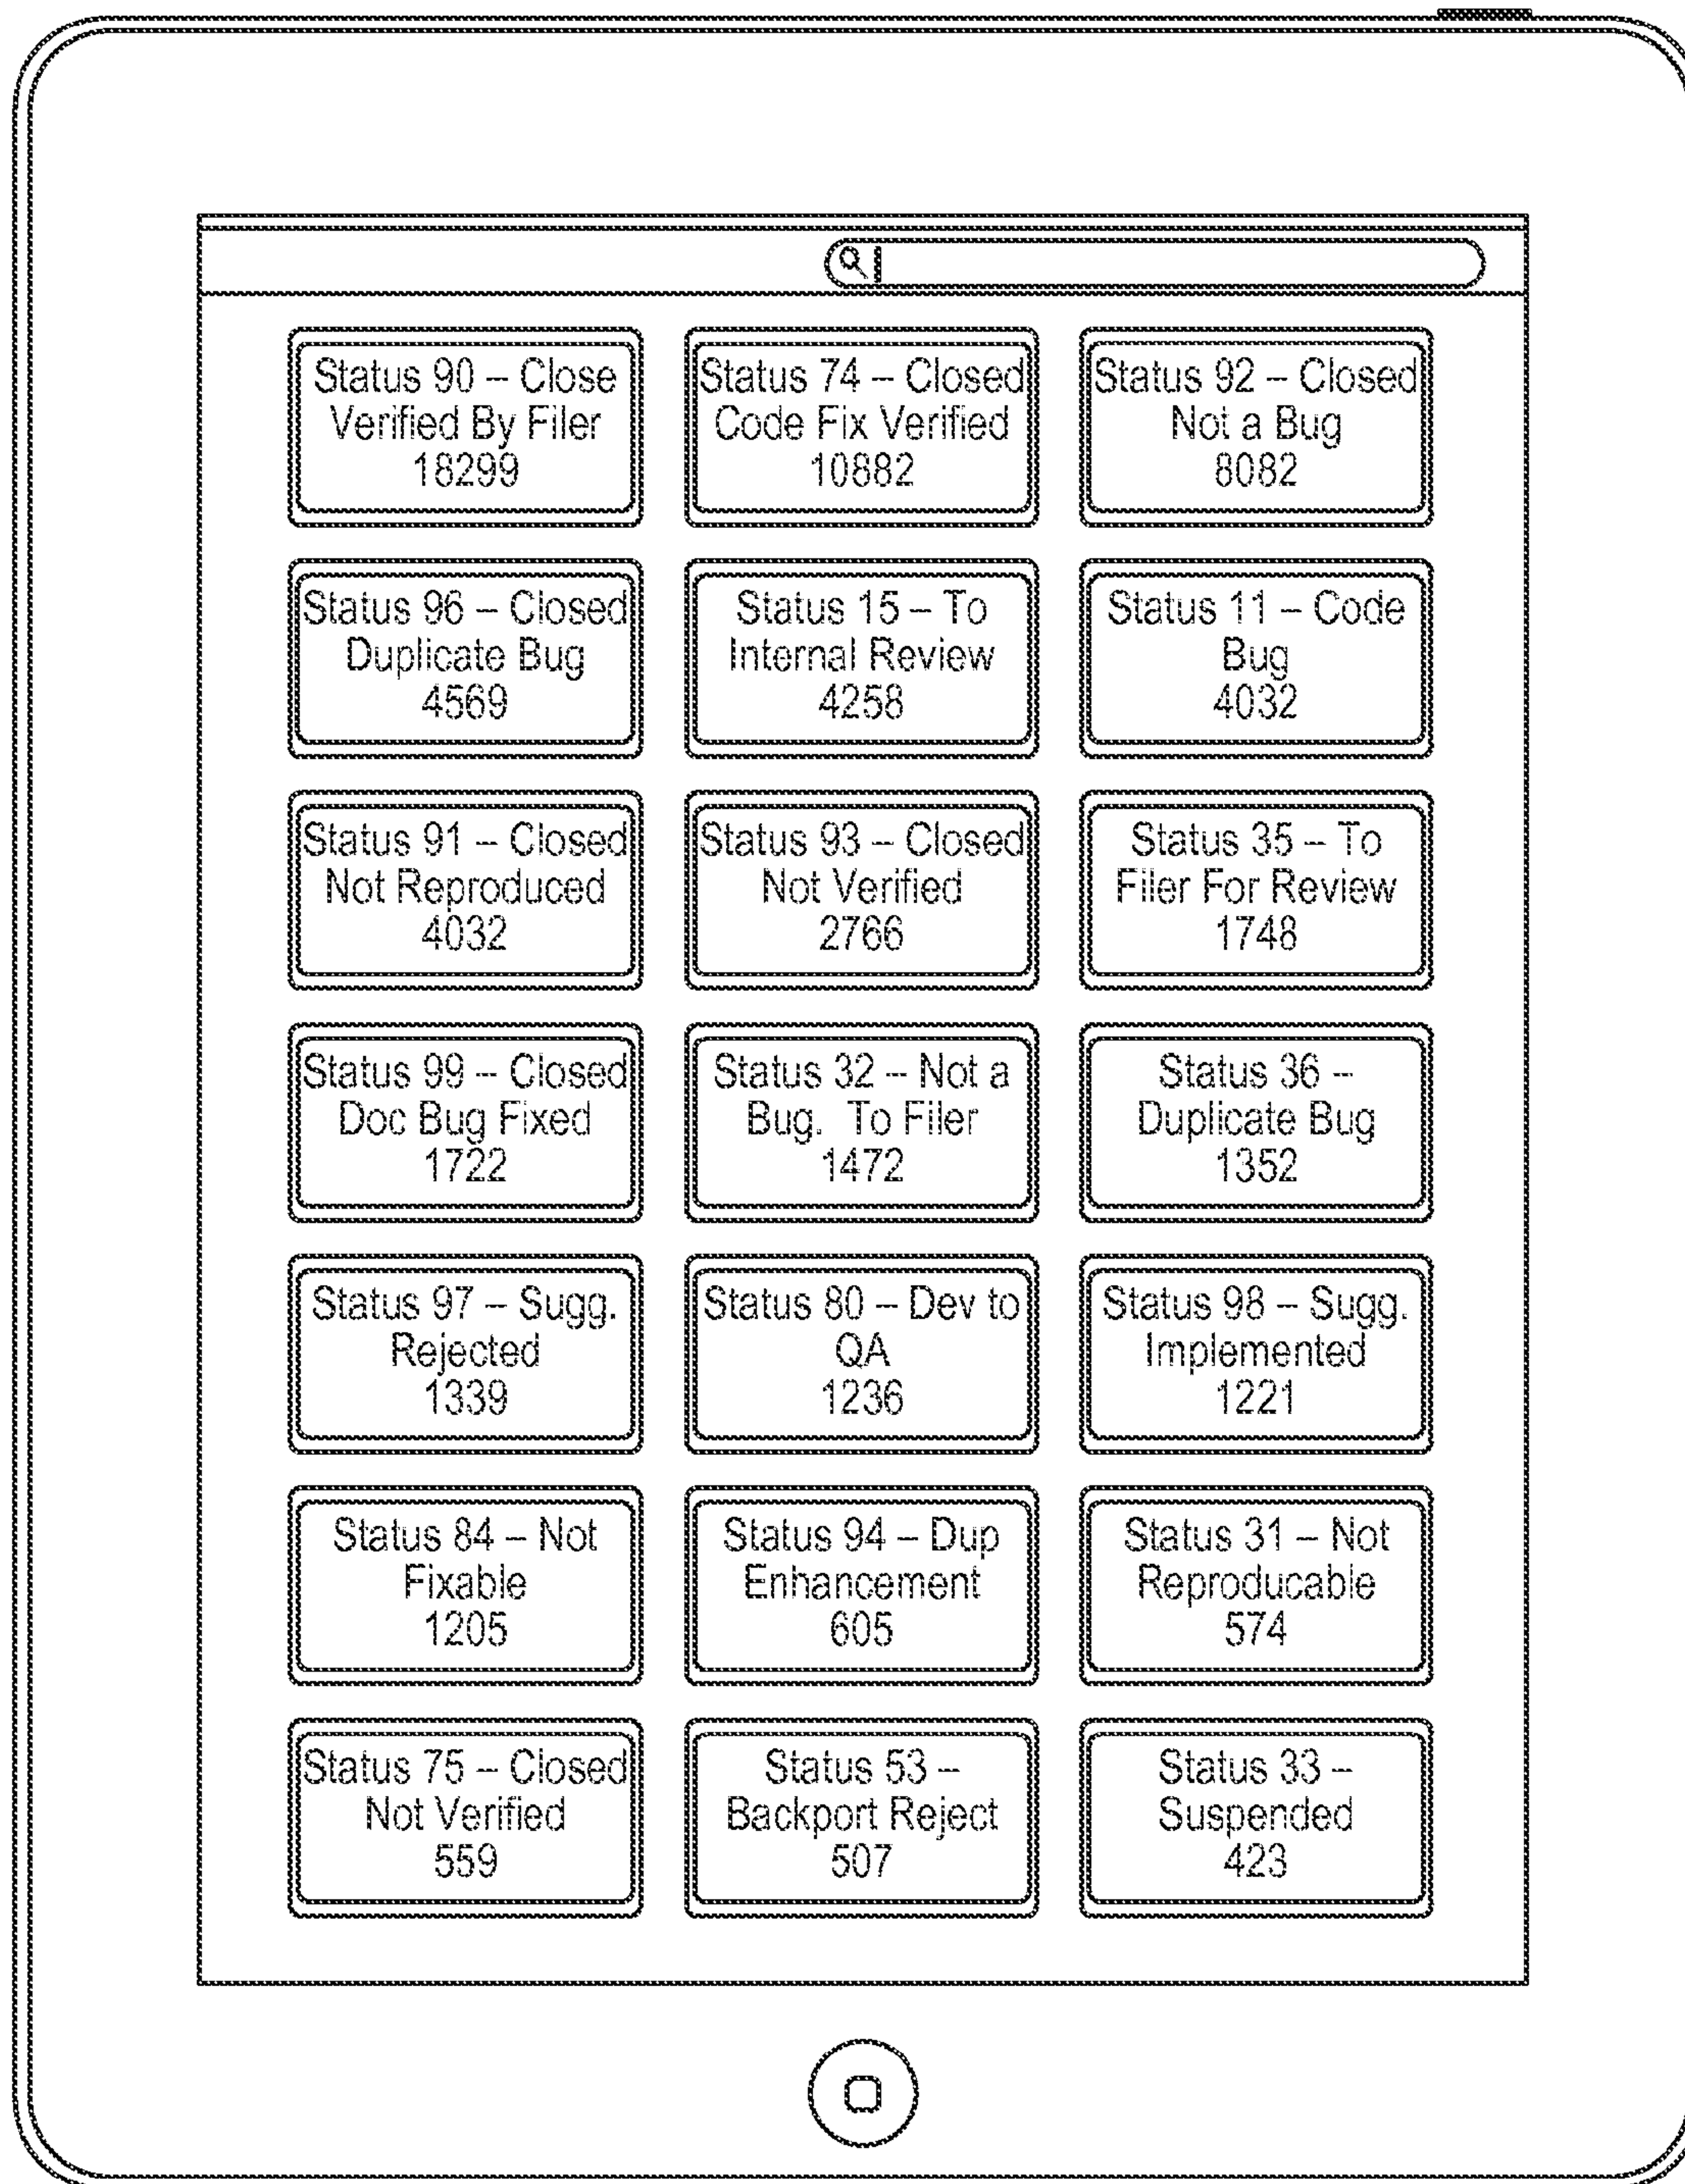 Status 90 – Close
Verified By Filer
18299
Status 74 – Closed
Code Fix Verified
10882
Status 92 – Closed
Not a Bug
8082
Status 96 – Closed
Duplicate Bug
4569
Status 15 – To
Internal Review
4258
Status 11 – Code
Bug
4032
Status 91 – Closed
Not Reproduced
4032
Status 93 – Closed
Not Verified
2766
Status 35 – To
Filer For Review
1748
Status 99 – Closed
Doc Bug Fixed
1722
Status 32 – Not a
Bug.  To Filer
1472
Status 36 –
Duplicate Bug
1352
Status 97 – Sugg.
Rejected
1339
Status 80 – Dev to
QA
1236
Status 98 – Sugg.
Implemented
1221
Status 84 – Not
Fixable
1205
Status 94 – Dup
Enhancement
605
Status 31 – Not
Reproducable
574
Status 75 – Closed
Not Verified
559
Status 53 –
Backport Reject
507
Status 33 –
Suspended
423